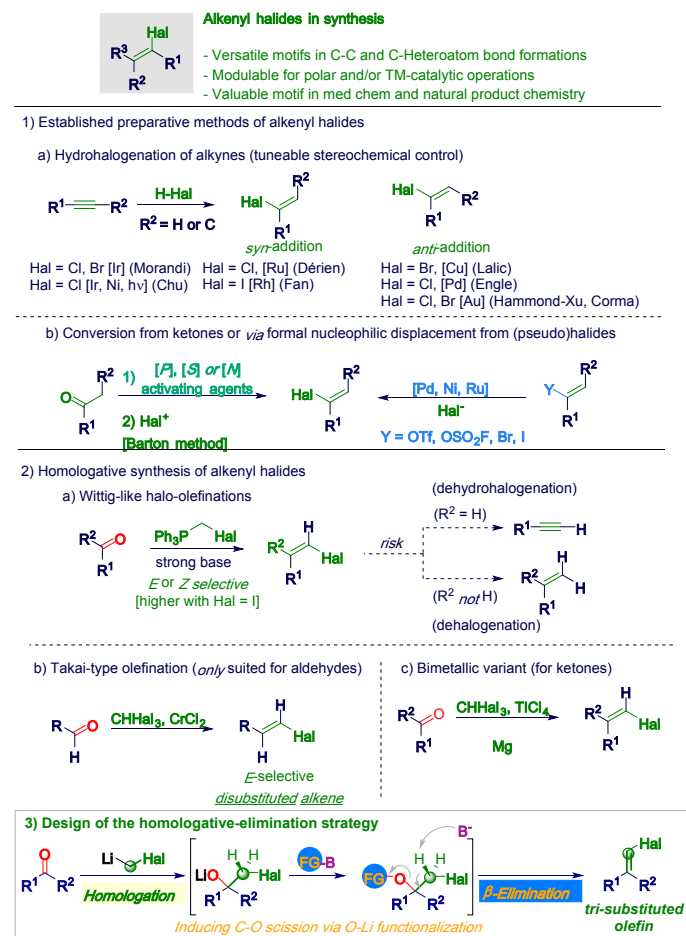 Alkenyl halides in synthesis
Hal
R³
R¹
R²
- Versatile motifs in C-C and C-Heteroatom bond formations
- Modulable for polar and/or TM-catalytic operations
- Valuable motif in med chem and natural product chemistry
1) Established preparative methods of alkenyl halides
a) Hydrohalogenation of alkynes (tuneable stereochemical control)
R¹ R²
H-Hal
R² = H or C
R²
Hal
R¹
syn-addition
Hal
R²
R¹
anti-addition
Hal = Cl, Br [Ir] (Morandi)
Hal = Cl [Ir, Ni, hν] (Chu)
Hal = Cl, [Ru] (Dérien)
Hal = I [Rh] (Fan)
Hal = Br, [Cu] (Lalic)
Hal = Cl, [Pd] (Engle)
Hal = Cl, Br [Au] (Hammond-Xu, Corma)
b) Conversion from ketones or via formal nucleophilic displacement from (pseudo)halides
R²
O
R¹
1) [P], [S] or [N]
activating agents
2) Hal⁺
[Barton method]
R²
Hal
R¹
[Pd, Ni, Ru]
Hal⁻
Y = OTf, OSO₂F, Br, I
R²
Y
R¹
2) Homologative synthesis of alkenyl halides
a) Wittig-like halo-olefinations
R² O
R¹
Ph₃P Hal
strong base
E or Z selective
[higher with Hal = I]
H
R²
Hal
R¹
risk
(dehydrohalogenation)
(R² = H)
R¹ H
H
R²
H
R¹
(R² not H)
(dehalogenation)
b) Takai-type olefination (only suited for aldehydes)
R O
H
CHHal₃, CrCl₂
H
R
Hal
H
E-selective
disubstituted alkene
c) Bimetallic variant (for ketones)
R² O
R¹
CHHal₃, TiCl₄
Mg
H
R²
Hal
R¹
3) Design of the homologative-elimination strategy
O
R¹ R²
Li Hal
Homologation
H H
LiO Hal
R¹ R²
FG-B
B⁻
H H
FG O Hal
R¹ R²
β-Elimination
Hal
R¹ R²
tri-substituted
olefin
Inducing C-O scission via O-Li functionalization